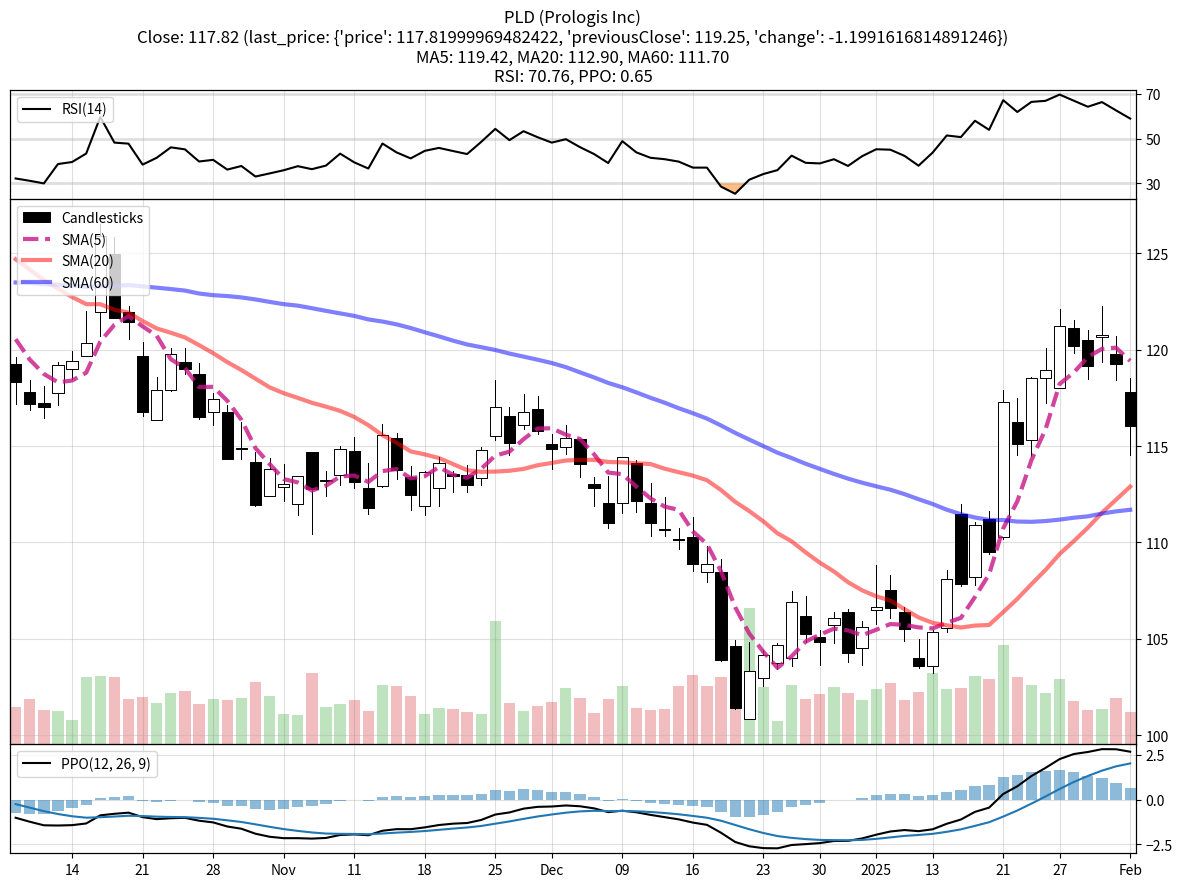 PLD (Prologis Inc)
Close: 117.82 (last_price: {'price': 117.81999969482422, 'previousClose': 119.25, 'change': -1.1991616814891246})
MA5: 119.42, MA20: 112.90, MA60: 111.70
RSI: 70.76, PPO: 0.65
RSI(14)
70
50
30
Candlesticks
SMA(5)
SMA(20)
SMA(60)
125
120
115
110
105
100
PPO(12, 26, 9)
2.5
0.0
−2.5
14 21 28 Nov 11 18 25 Dec 09 16 23 30 2025 13 21 27 Feb